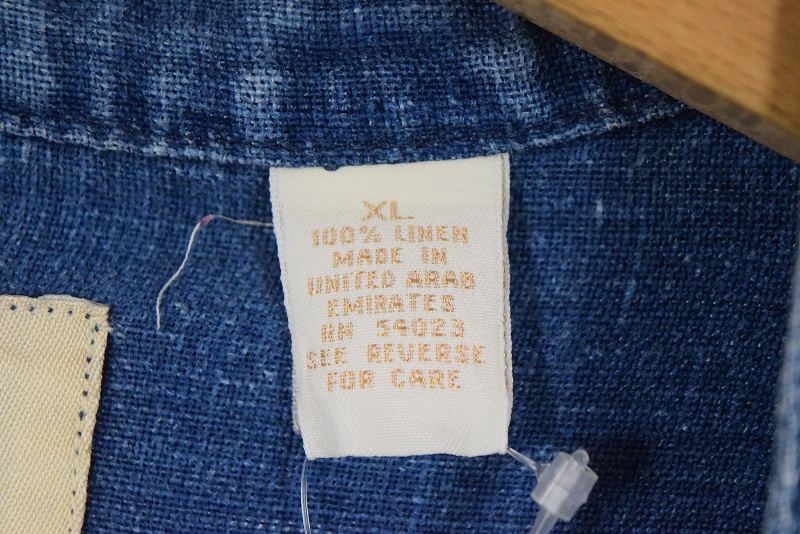 XL
100% LINEN
MADE IN
UNITED ARAB
EMIRATES
RN 54023
SEE REVERSE
FOR CARE